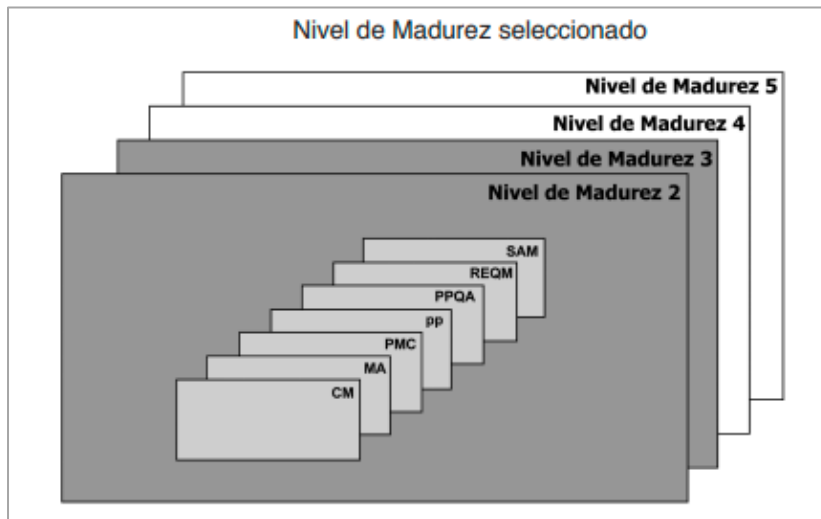 Nivel de Madurez seleccionado
Nivel de Madurez 5
Nivel de Madurez 4
Nivel de Madurez 3
Nivel de Madurez 2
SAM
REQM
PPQA
pp
PMC
MA
CM